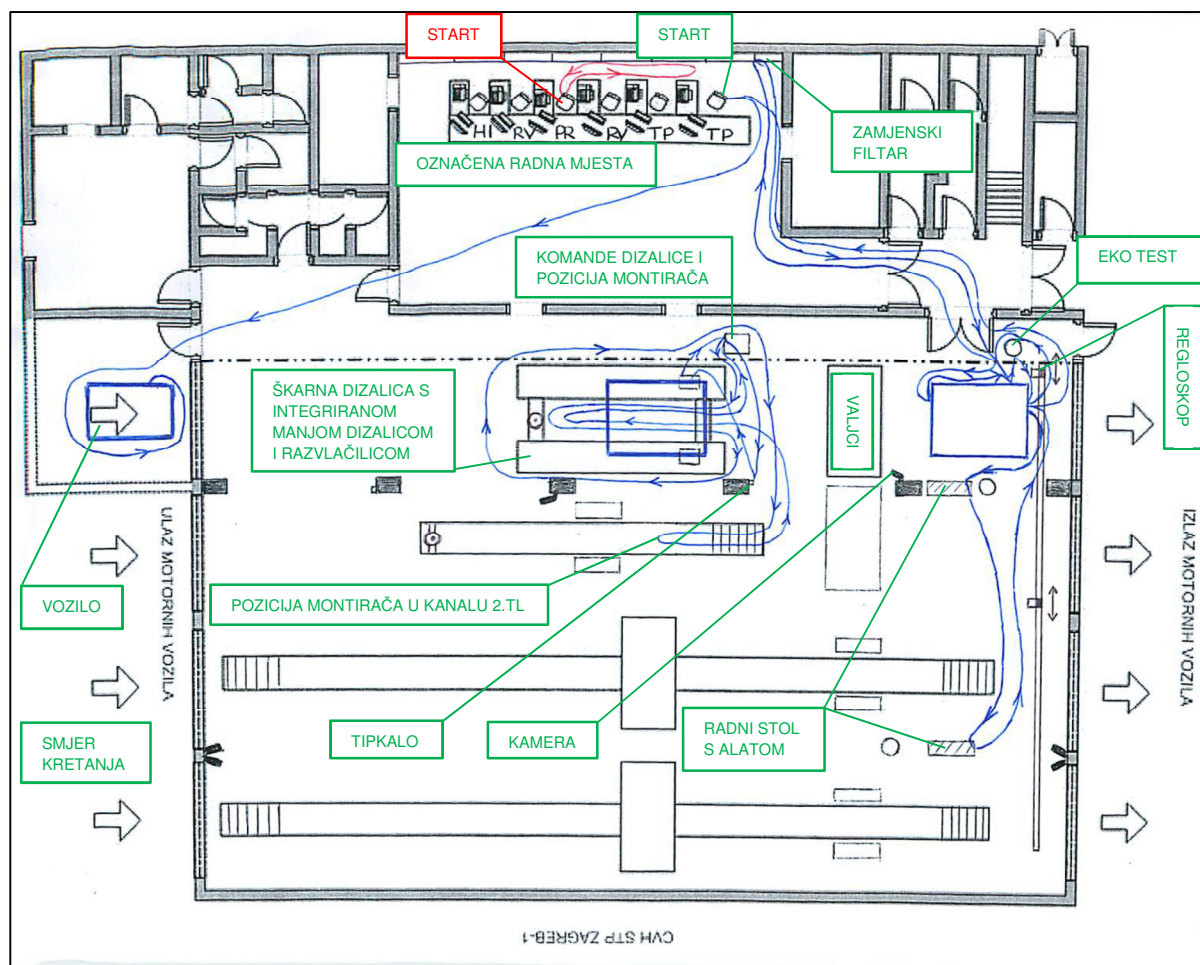 START
START
HI RV PR RV TP TP
OZNAČENA RADNA MJESTA
ZAMJENSKI
FILTAR
KOMANDE DIZALICE I
POZICIJA MONTIRAČA
EKO TEST
REGLOSKOP
ŠKARNA DIZALICA S
INTEGRIRANOM
MANJOM DIZALICOM
I RAZVLAČILICOM
VALJCI
VOZILO
POZICIJA MONTIRAČA U KANALU 2.TL
ULAZ MOTORNIH VOZILA
IZLAZ MOTORNIH VOZILA
SMJER
KRETANJA
TIPKALO
KAMERA
RADNI STOL
S ALATOM
CVH STP ZAGREB-1